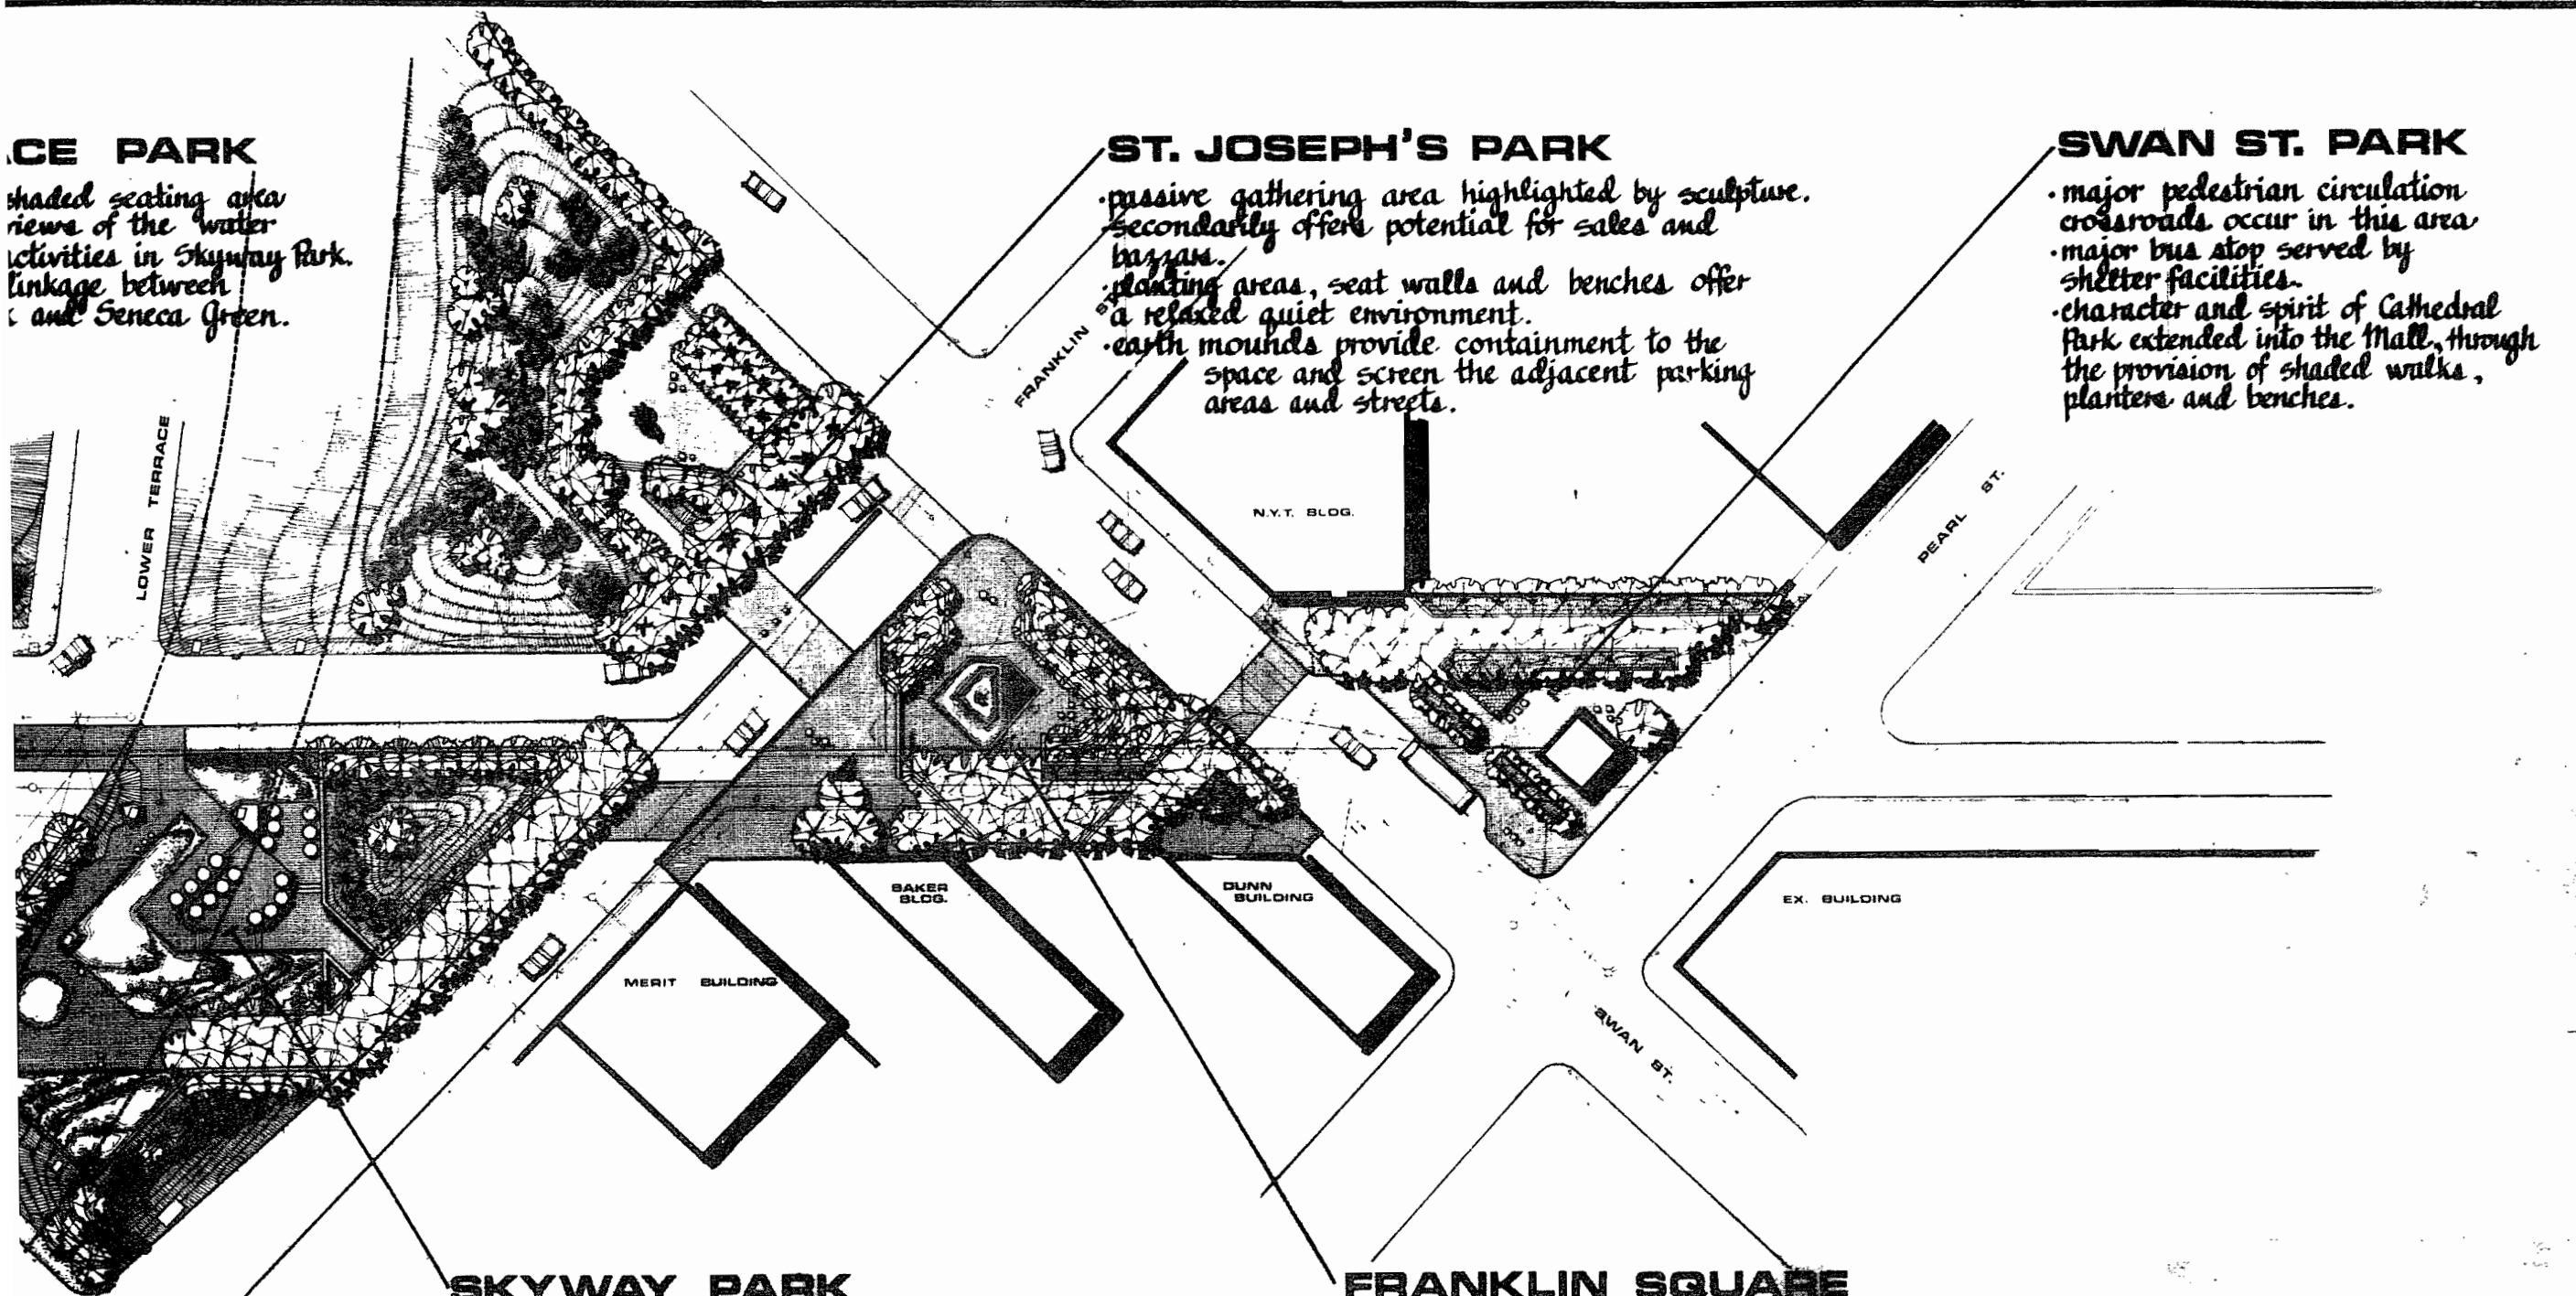 CE PARK
shaded seating area
views of the water
activities in Skyway Park.
linkage between
and Seneca Green.
ST. JOSEPH'S PARK
·passive gathering area highlighted by sculpture.
secondarily offers potential for sales and
bazzars.
·planting areas, seat walls and benches offer
a relaxed quiet environment.
·earth mounds provide containment to the
space and screen the adjacent parking
areas and streets.
SWAN ST. PARK
·major pedestrian circulation
crossroads occur in this area
·major bus stop served by
shelter facilities.
·character and spirit of Cathedral
Park extended into the Mall, through
the provision of shaded walks,
planters and benches.
FRANKLIN ST.
LOWER TERRACE
N.Y.T. BLDG.
PEARL ST.
BAKER
BLDG.
DUNN
BUILDING
EX. BUILDING
MERIT BUILDING
SWAN ST.
SKYWAY PARK
FRANKLIN SQUARE